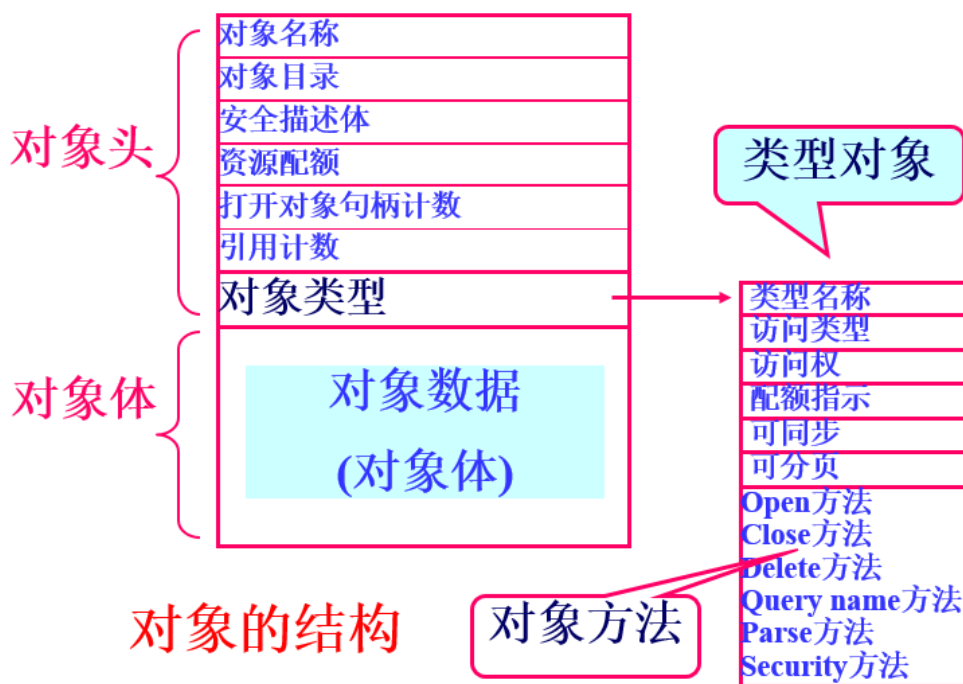 对象名称
对象目录
安全描述体
资源配额
打开对象句柄计数
引用计数
对象类型
对象头
对象体
对象数据
(对象体)
类型对象
类型名称
访问类型
访问权
配额指示
可同步
可分页
Open方法
Close方法
Delete方法
Query name方法
Parse方法
Security方法
对象方法
对象的结构